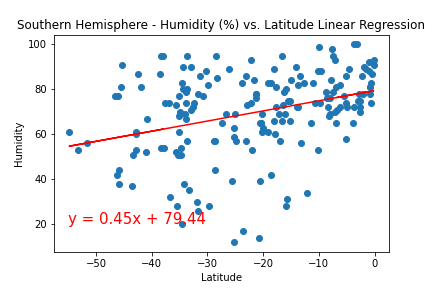 Southern Hemisphere - Humidity (%) vs. Latitude Linear Regression
100
80
60
40
20
Humidity
y = 0.45x + 79.44
−50
−40
−30
−20
−10
0
Latitude